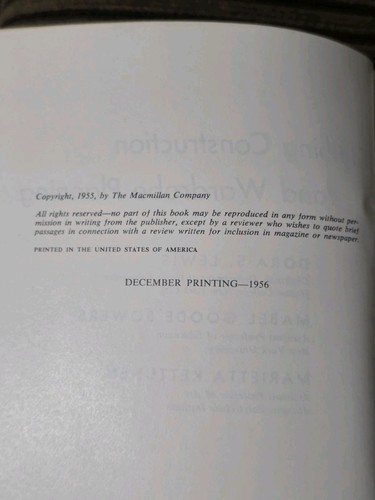 Copyright, 1955, by The Macmillan Company
All rights reserved—no part of this book may be reproduced in any form without per-
mission in writing from the publisher, except by a reviewer who wishes to quote brief
passages in connection with a review written for inclusion in magazine or newspaper.
PRINTED IN THE UNITED STATES OF AMERICA
DECEMBER PRINTING—1956